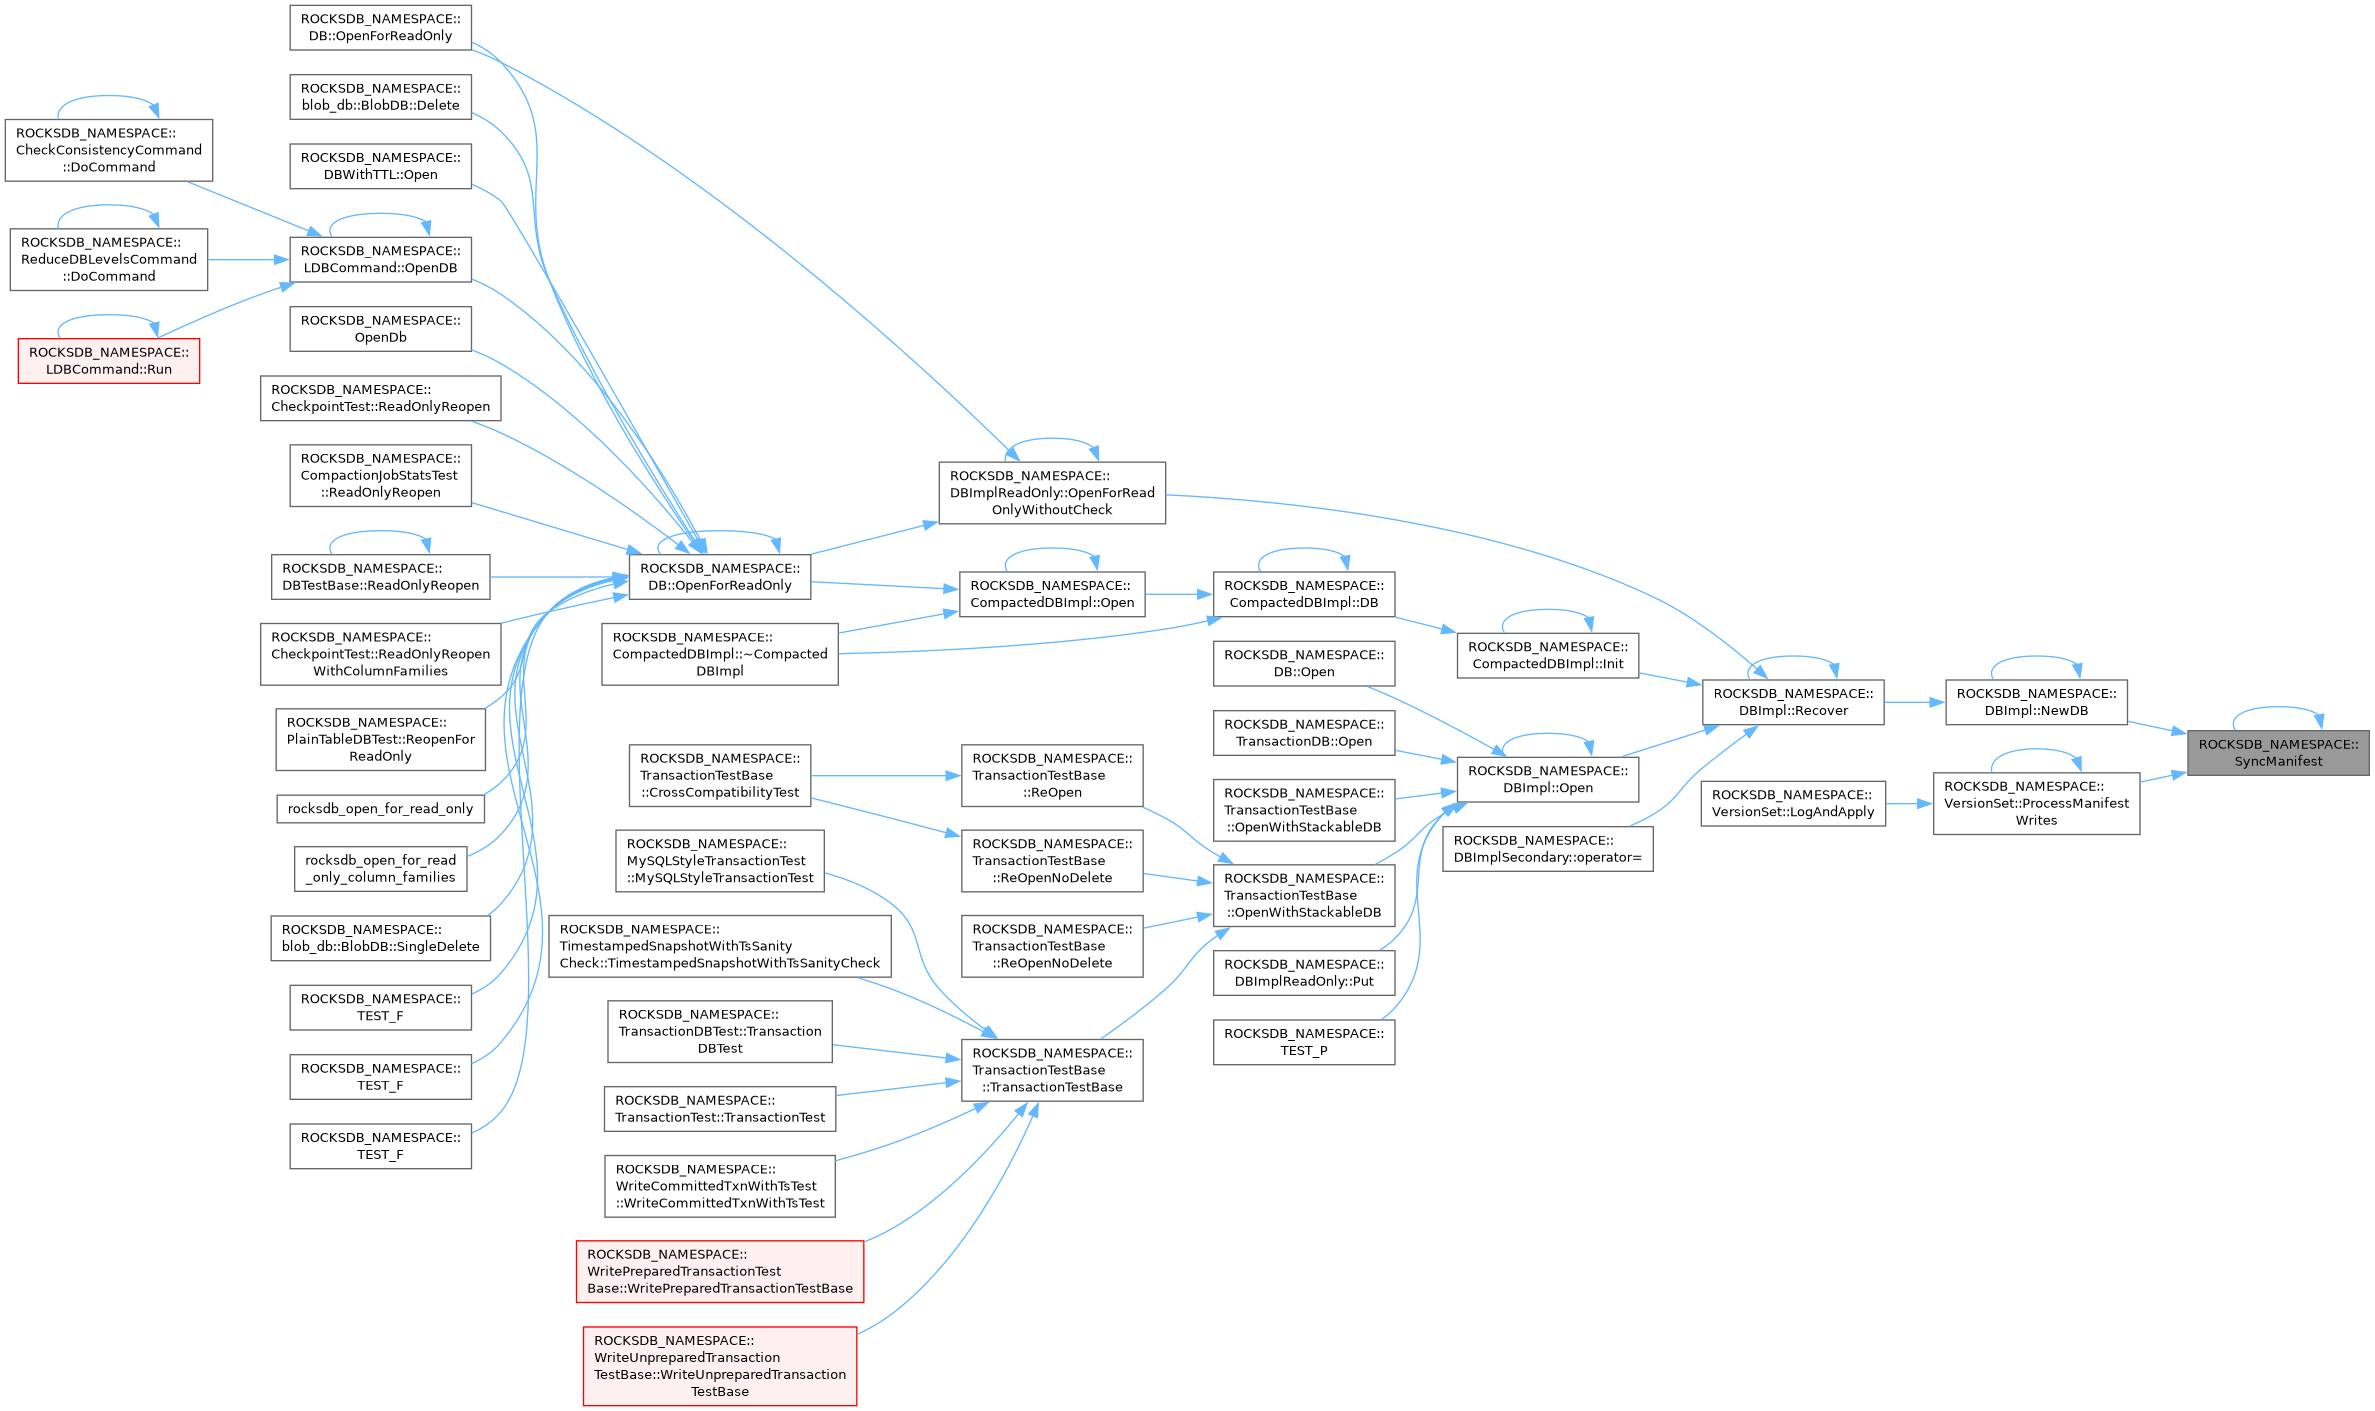 ROCKSDB_NAMESPACE::
DB::OpenForReadOnly
ROCKSDB_NAMESPACE::
blob_db::BlobDB::Delete
ROCKSDB_NAMESPACE::
CheckConsistencyCommand
::DoCommand
ROCKSDB_NAMESPACE::
DBWithTTL::Open
ROCKSDB_NAMESPACE::
ReduceDBLevelsCommand
::DoCommand
ROCKSDB_NAMESPACE::
LDBCommand::OpenDB
ROCKSDB_NAMESPACE::
LDBCommand::Run
ROCKSDB_NAMESPACE::
OpenDb
ROCKSDB_NAMESPACE::
CheckpointTest::ReadOnlyReopen
ROCKSDB_NAMESPACE::
CompactionJobStatsTest
::ReadOnlyReopen
ROCKSDB_NAMESPACE::
DBTestBase::ReadOnlyReopen
ROCKSDB_NAMESPACE::
CheckpointTest::ReadOnlyReopen
WithColumnFamilies
ROCKSDB_NAMESPACE::
PlainTableDBTest::ReopenFor
ReadOnly
rocksdb_open_for_read_only
rocksdb_open_for_read
_only_column_families
ROCKSDB_NAMESPACE::
blob_db::BlobDB::SingleDelete
ROCKSDB_NAMESPACE::
TEST_F
ROCKSDB_NAMESPACE::
TEST_F
ROCKSDB_NAMESPACE::
TEST_F
ROCKSDB_NAMESPACE::
DB::OpenForReadOnly
ROCKSDB_NAMESPACE::
CompactedDBImpl::~Compacted
DBImpl
ROCKSDB_NAMESPACE::
TransactionTestBase
::CrossCompatibilityTest
ROCKSDB_NAMESPACE::
MySQLStyleTransactionTest
::MySQLStyleTransactionTest
ROCKSDB_NAMESPACE::
TimestampedSnapshotWithTsSanity
Check::TimestampedSnapshotWithTsSanityCheck
ROCKSDB_NAMESPACE::
TransactionDBTest::Transaction
DBTest
ROCKSDB_NAMESPACE::
TransactionTest::TransactionTest
ROCKSDB_NAMESPACE::
WriteCommittedTxnWithTsTest
::WriteCommittedTxnWithTsTest
ROCKSDB_NAMESPACE::
WritePreparedTransactionTest
Base::WritePreparedTransactionTestBase
ROCKSDB_NAMESPACE::
WriteUnpreparedTransaction
TestBase::WriteUnpreparedTransaction
TestBase
ROCKSDB_NAMESPACE::
DBImplReadOnly::OpenForRead
OnlyWithoutCheck
ROCKSDB_NAMESPACE::
CompactedDBImpl::Open
ROCKSDB_NAMESPACE::
TransactionTestBase
::ReOpen
ROCKSDB_NAMESPACE::
TransactionTestBase
::ReOpenNoDelete
ROCKSDB_NAMESPACE::
TransactionTestBase
::ReOpenNoDelete
ROCKSDB_NAMESPACE::
TransactionTestBase
::TransactionTestBase
ROCKSDB_NAMESPACE::
CompactedDBImpl::DB
ROCKSDB_NAMESPACE::
DB::Open
ROCKSDB_NAMESPACE::
TransactionDB::Open
ROCKSDB_NAMESPACE::
TransactionTestBase
::OpenWithStackableDB
ROCKSDB_NAMESPACE::
TransactionTestBase
::OpenWithStackableDB
ROCKSDB_NAMESPACE::
DBImplReadOnly::Put
ROCKSDB_NAMESPACE::
TEST_P
ROCKSDB_NAMESPACE::
CompactedDBImpl::Init
ROCKSDB_NAMESPACE::
DBImpl::Open
ROCKSDB_NAMESPACE::
DBImplSecondary::operator=
ROCKSDB_NAMESPACE::
DBImpl::Recover
ROCKSDB_NAMESPACE::
VersionSet::LogAndApply
ROCKSDB_NAMESPACE::
DBImpl::NewDB
ROCKSDB_NAMESPACE::
VersionSet::ProcessManifest
Writes
ROCKSDB_NAMESPACE::
SyncManifest